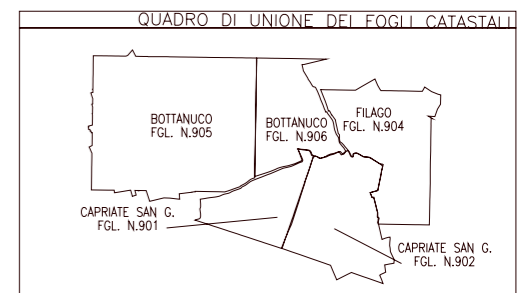 QUADRO DI UNIONE DEI FOGLI CATASTALI
BOTTANUCO
FGL. N.905
BOTTANUCO
FGL. N.906
FILAGO
FGL. N.904
CAPRIATE SAN G.
FGL. N.901
CAPRIATE SAN G.
FGL. N.902